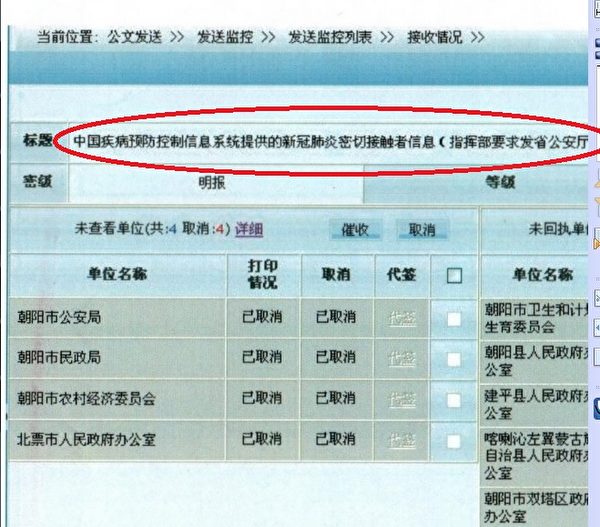 当前位置：公文发送 >> 发送监控 >> 发送监控列表 >> 接收情况 >>
标题 中国疾病预防控制信息系统提供的新冠肺炎密切接触者信息（指挥部要求发省公安厅
密级 明报 等级
未查看单位(共:4 取消:4) 详细 催收 取消 未回执单
单位名称 打印情况 取消 代签 单位名称
朝阳市公安局 已取消 已取消 代签
朝阳市卫生和计
生育委员会
朝阳市民政局 已取消 已取消 代签
朝阳县人民政府办
公室
朝阳市农村经济委员会 已取消 已取消 代签
建平县人民政府办
公室
北票市人民政府办公室 已取消 已取消 代签
喀喇沁左翼蒙古族
自治县人民政府办
公室
朝阳市双塔区政府
办公室